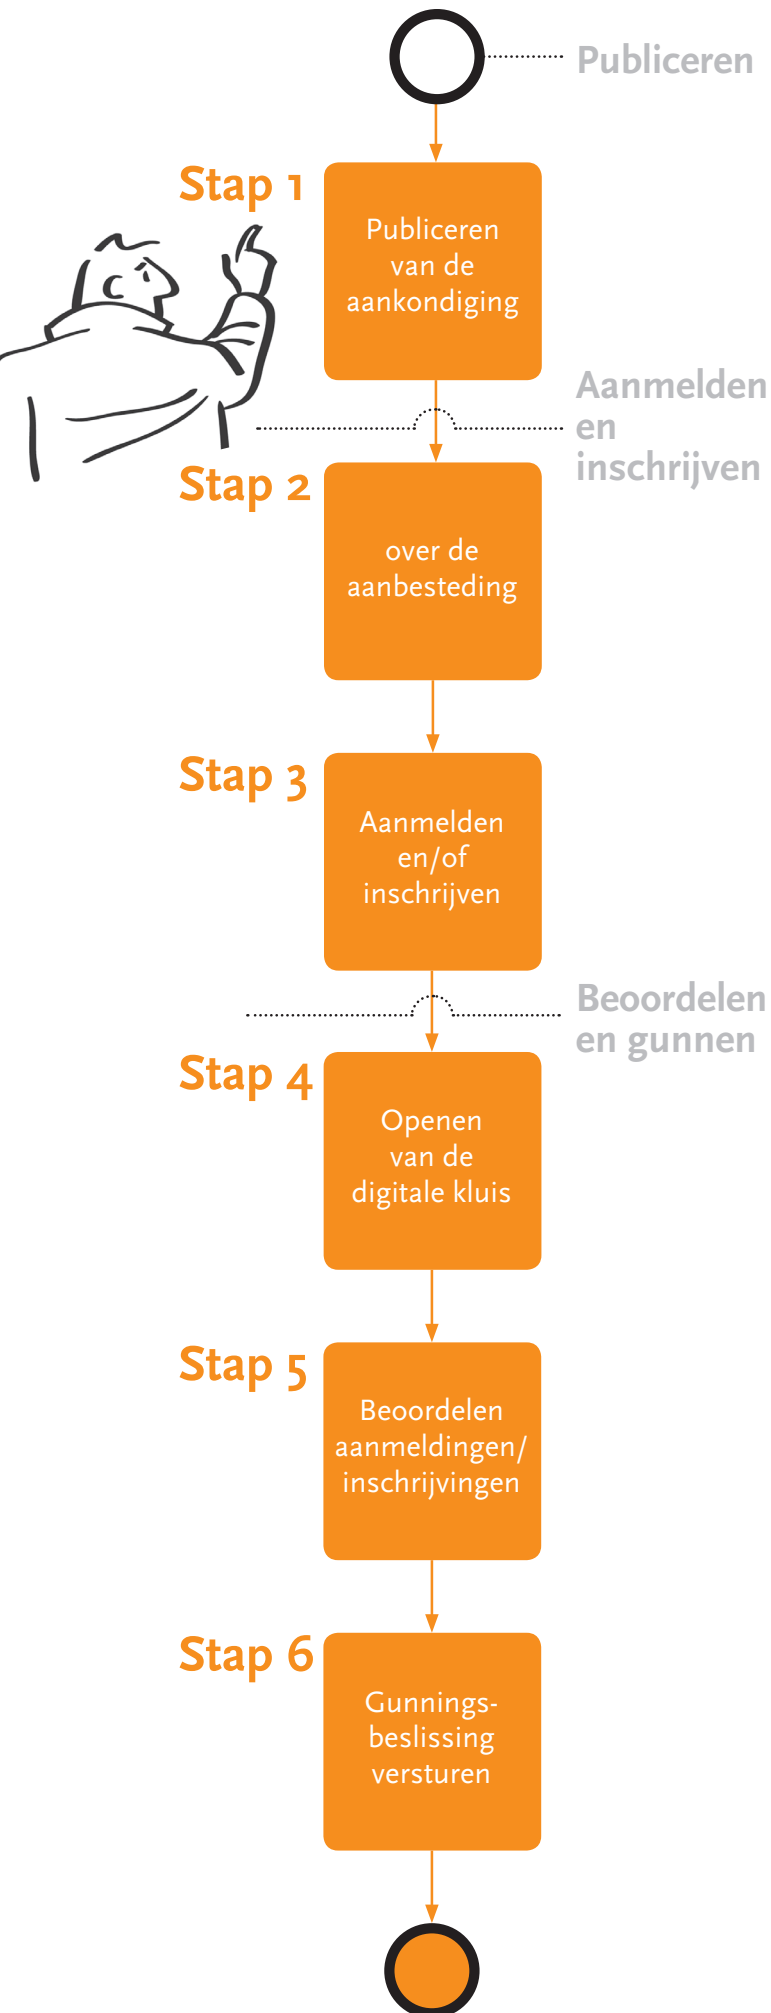 Publiceren
Stap 1
Publiceren
van de
aankondiging
Aanmelden
en
inschrijven
Stap 2
over de
aanbesteding
Stap 3
Aanmelden
en/of
inschrijven
Beoordelen
en gunnen
Stap 4
Openen
van de
digitale kluis
Stap 5
Beoordelen
aanmeldingen/
inschrijvingen
Stap 6
Gunnings-
beslissing
versturen